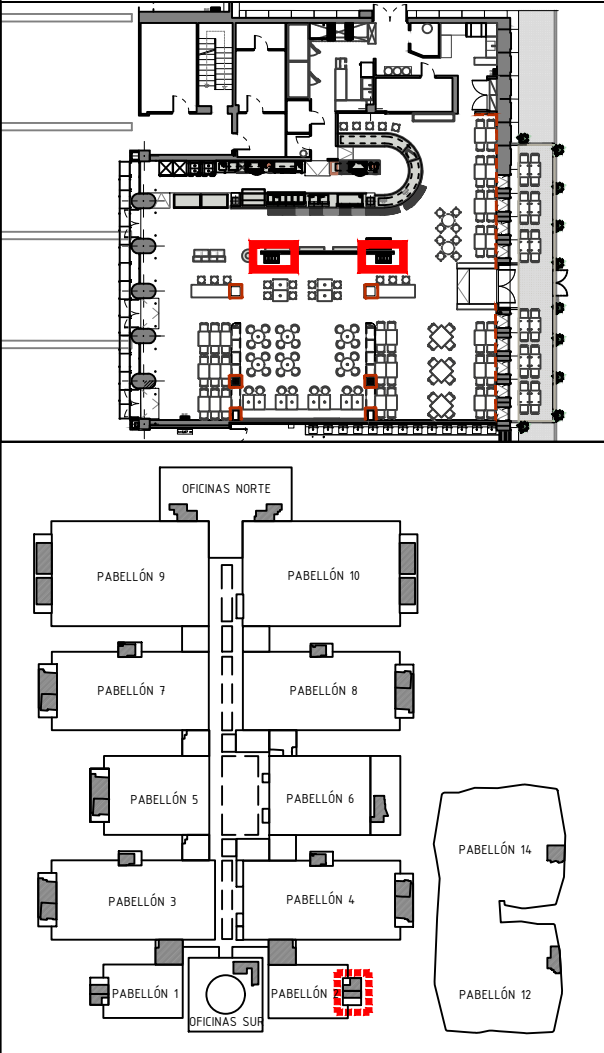 OFICINAS NORTE
PABELLÓN 9
PABELLÓN 10
PABELLÓN 7
PABELLÓN 8
PABELLÓN 5
PABELLÓN 6
PABELLÓN 14
PABELLÓN 3
PABELLÓN 4
PABELLÓN 1
PABELLÓN
PABELLÓN 12
OFICINAS SUR